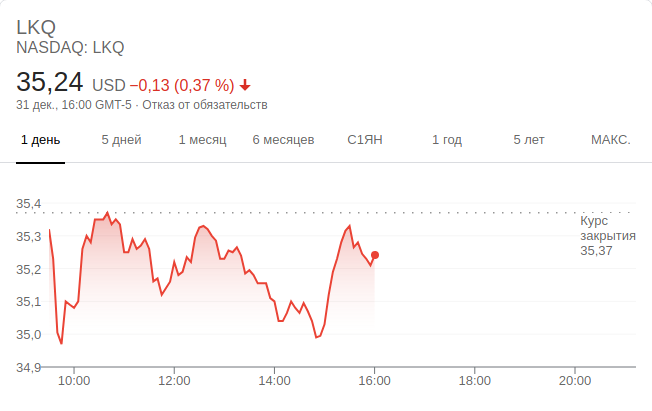 LKQ
NASDAQ: LKQ
35,24 USD −0,13 (0,37 %)
31 дек., 16:00 GMT-5 · Отказ от обязательств
1 день 5 дней 1 месяц 6 месяцев С1ЯН 1 год 5 лет МАКС.
35,4
Курс
закрытия
35,37
35,3
35,2
35,1
35,0
34,9
10:00 12:00 14:00 16:00 18:00 20:00